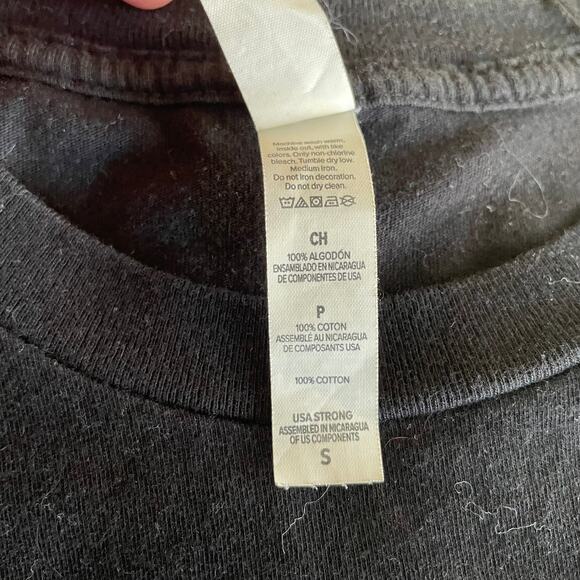 Machine wash warm,
inside out, with like
colors. Only non-chlorine
bleach. Tumble dry low.
Medium iron.
Do not iron decoration.
Do not dry clean.
CH
100% ALGODÓN
ENSAMBLADO EN NICARAGUA
DE COMPONENTES DE USA
P
100% COTON
ASSEMBLÉ AU NICARAGUA
DE COMPOSANTS USA
100% COTTON
USA STRONG
ASSEMBLED IN NICARAGUA
OF US COMPONENTS
S